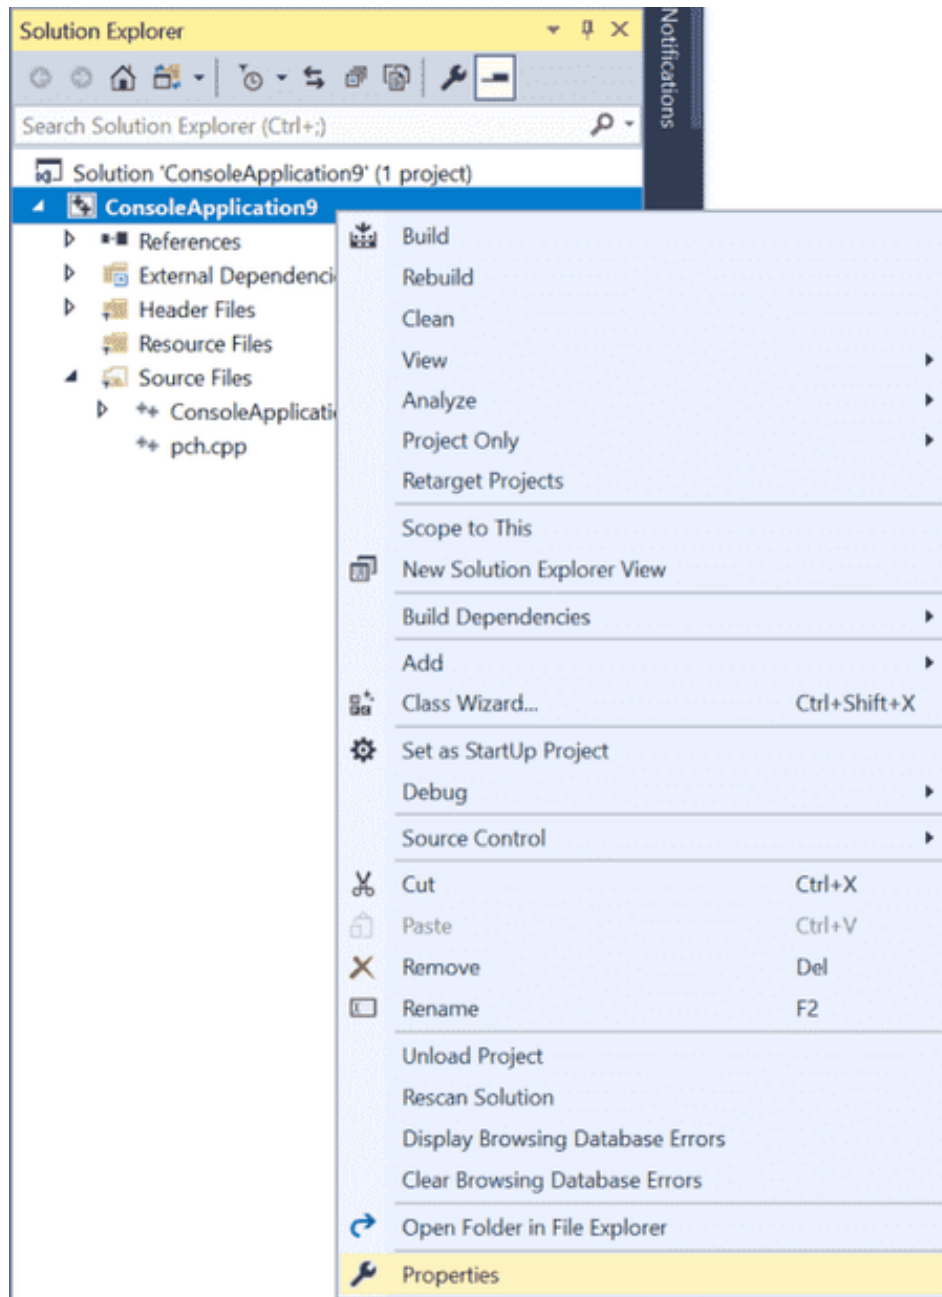 Solution Explorer
Notifications
Search Solution Explorer (Ctrl+;)
Solution 'ConsoleApplication9' (1 project)
ConsoleApplication9
References
External Dependenci
Header Files
Resource Files
Source Files
ConsoleApplicati
pch.cpp
Build
Rebuild
Clean
View
Analyze
Project Only
Retarget Projects
Scope to This
New Solution Explorer View
Build Dependencies
Add
Class Wizard... Ctrl+Shift+X
Set as StartUp Project
Debug
Source Control
Cut Ctrl+X
Paste Ctrl+V
Remove Del
Rename F2
Unload Project
Rescan Solution
Display Browsing Database Errors
Clear Browsing Database Errors
Open Folder in File Explorer
Properties